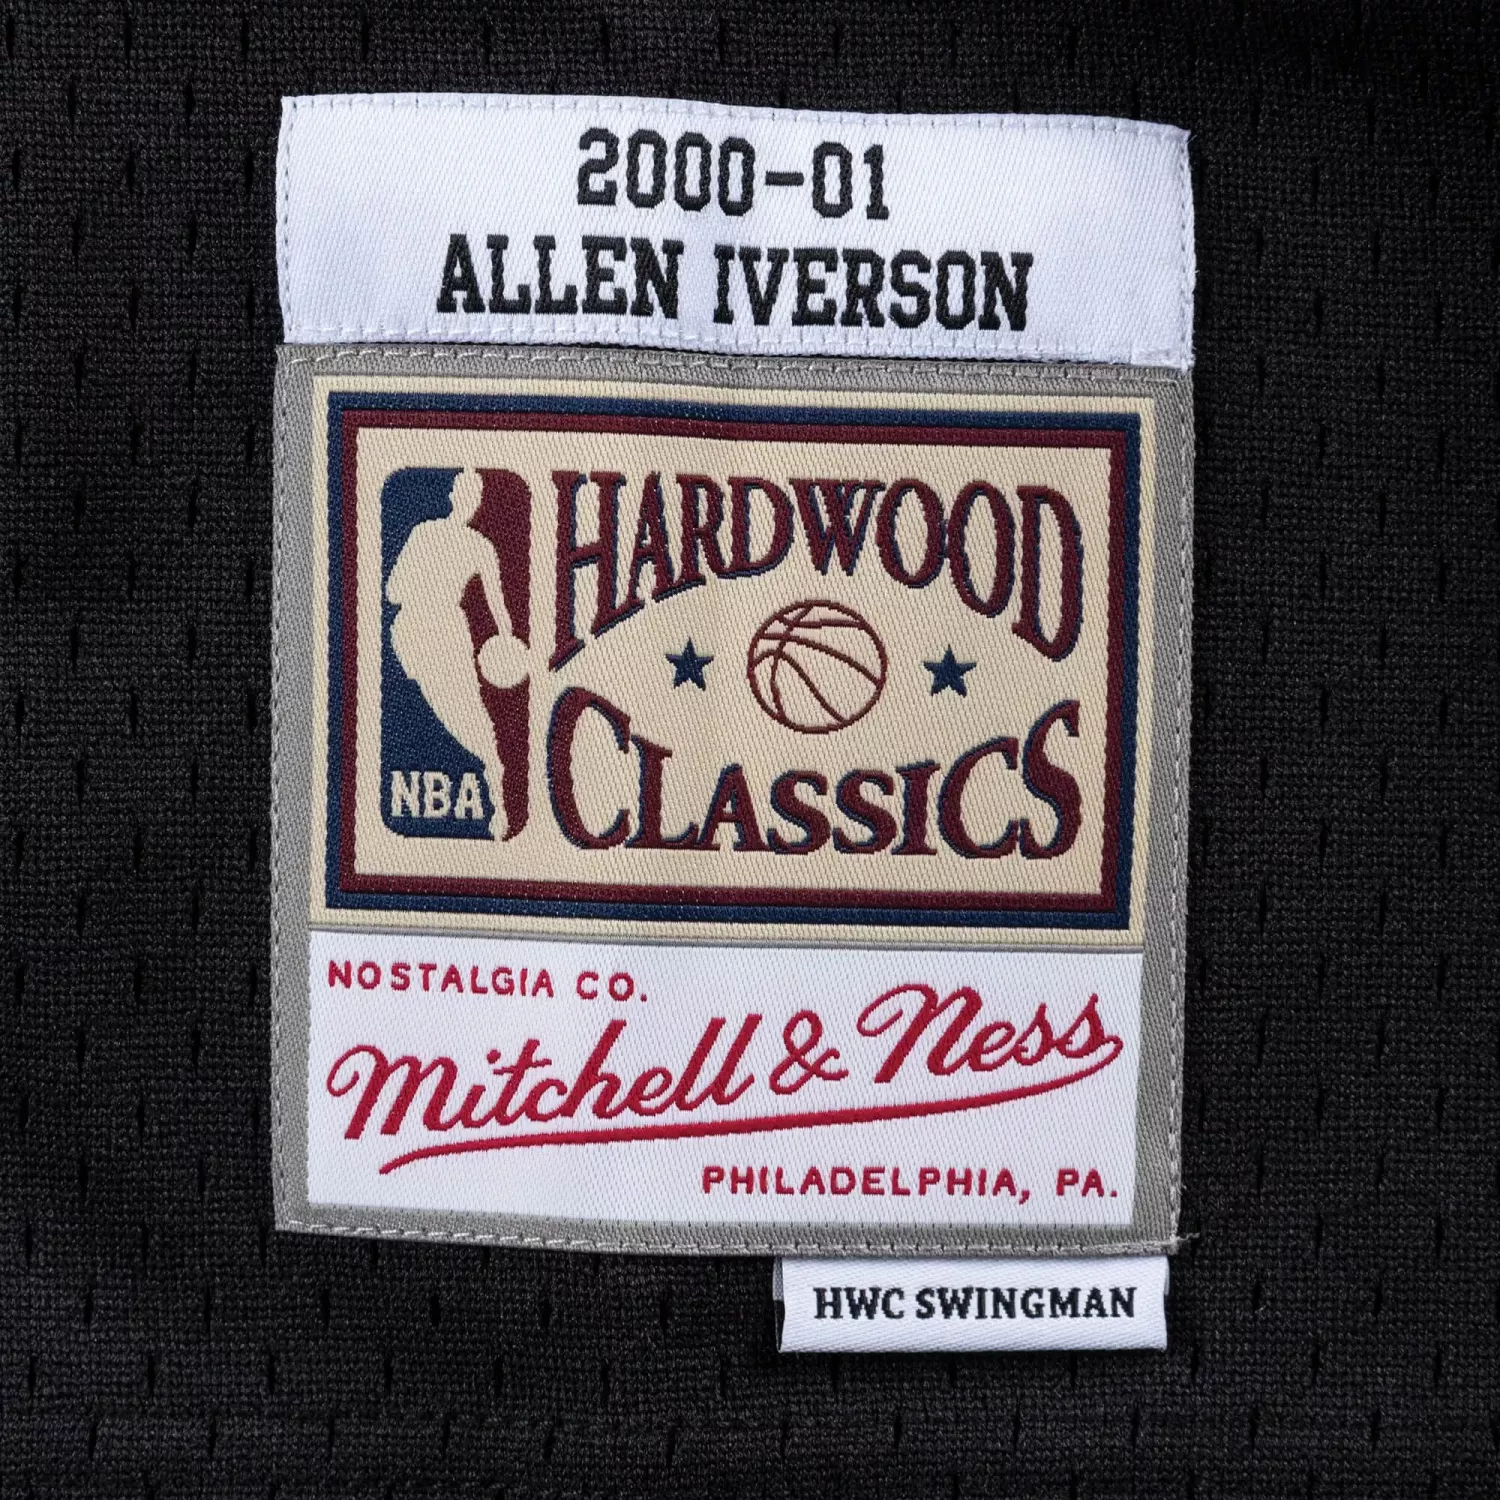 2000-01
ALLEN IVERSON
HARDWOOD
CLASSICS
NBA
NOSTALGIA CO.
Mitchell & Ness
PHILADELPHIA, PA.
HWC SWINGMAN